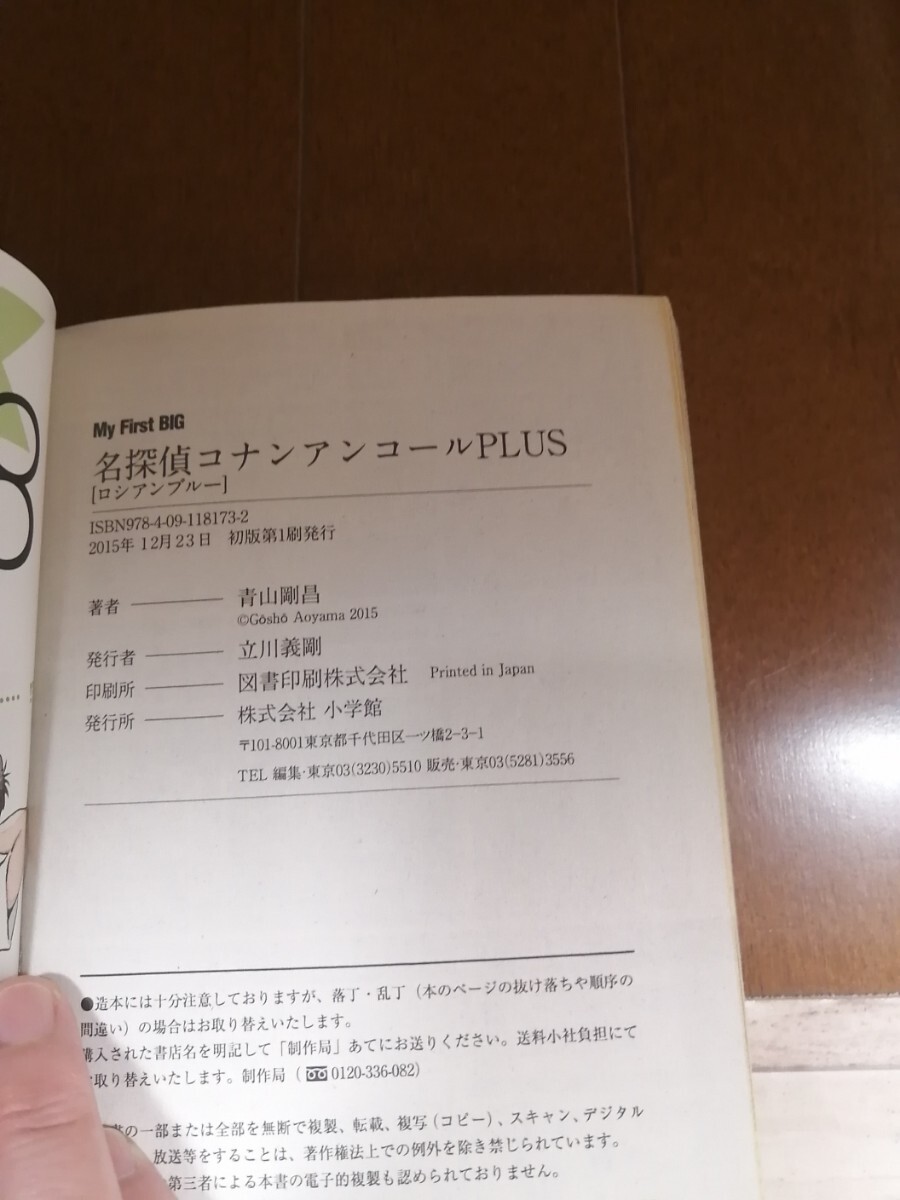 My First BIG
名探偵コナンアンコールPLUS
[ロシアンブルー]
ISBN978-4-09-118173-2
2015年 12月23日 初版第1刷発行
著者 ――― 青山剛昌
©Gōshō Aoyama 2015
発行者 ――― 立川義剛
印刷所 ――― 図書印刷株式会社 Printed in Japan
発行所 ――― 株式会社 小学館
〒101-8001東京都千代田区一ツ橋2−3−1
TEL 編集・東京03(3230)5510 販売・東京03(5281)3556
●造本には十分注意しておりますが、落丁・乱丁（本のページの抜け落ちや順序の
間違い）の場合はお取り替えいたします。
購入された書店名を明記して「制作局」あてにお送りください。送料小社負担にて
取り替えいたします。制作局（ 0120-336-082）
の一部または全部を無断で複製、転載、複写（コピー）、スキャン、デジタル
放送等をすることは、著作権法上での例外を除き禁じられています。
第三者による本書の電子的複製も認められておりません。